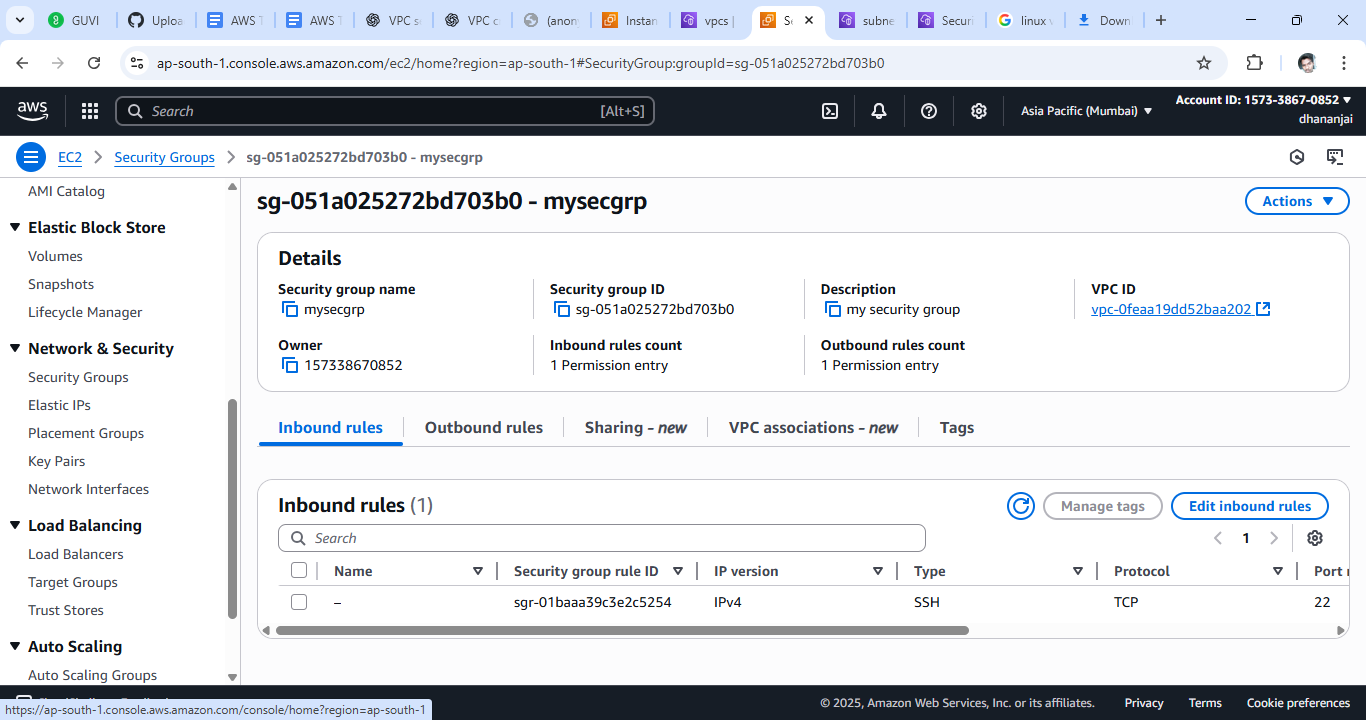 GUVI
Uploa
AWS T
AWS T
VPC se
VPC c
(anon
Instan
vpcs |
Se
subne
Securi
linux v
Down
ap-south-1.console.aws.amazon.com/ec2/home?region=ap-south-1#SecurityGroup:groupId=sg-051a025272bd703b0
aws
Search
[Alt+S]
Asia Pacific (Mumbai)
Account ID: 1573-3867-0852
dhananjai
EC2
Security Groups
sg-051a025272bd703b0 - mysecgrp
AMI Catalog
Elastic Block Store
Volumes
Snapshots
Lifecycle Manager
Network & Security
Security Groups
Elastic IPs
Placement Groups
Key Pairs
Network Interfaces
Load Balancing
Load Balancers
Target Groups
Trust Stores
Auto Scaling
Auto Scaling Groups
sg-051a025272bd703b0 - mysecgrp
Actions
Details
Security group name
mysecgrp
Security group ID
sg-051a025272bd703b0
Description
my security group
VPC ID
vpc-0feaa19dd52baa202
Owner
157338670852
Inbound rules count
1 Permission entry
Outbound rules count
1 Permission entry
Inbound rules
Outbound rules
Sharing - new
VPC associations - new
Tags
Inbound rules (1)
Manage tags
Edit inbound rules
Search
1
Name
Security group rule ID
IP version
Type
Protocol
Port r
–
sgr-01baaa39c3e2c5254
IPv4
SSH
TCP
22
https://ap-south-1.console.aws.amazon.com/console/home?region=ap-south-1
© 2025, Amazon Web Services, Inc. or its affiliates.
Privacy
Terms
Cookie preferences